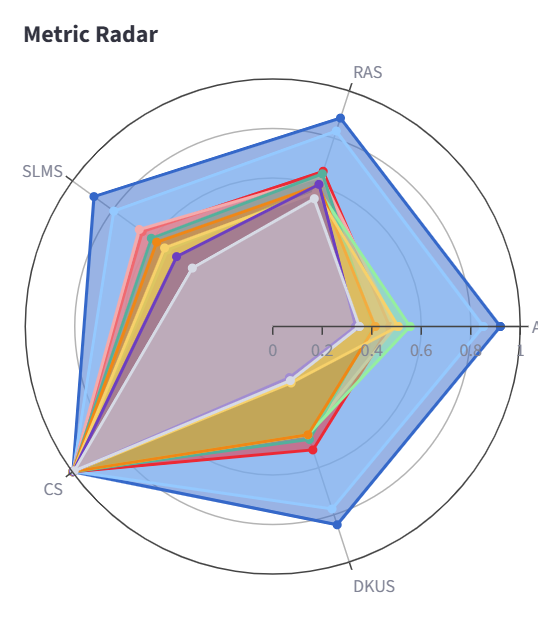 Metric Radar
RAS
SLMS
A
0 0.2 0.4 0.6 0.8 1
CS
DKUS